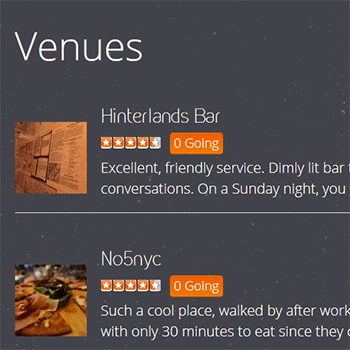 Venues
Hinterlands Bar
0 Going
Excellent, friendly service. Dimly lit bar
conversations. On a Sunday night, you
No5nyc
0 Going
Such a cool place, walked by after work
with only 30 minutes to eat since they